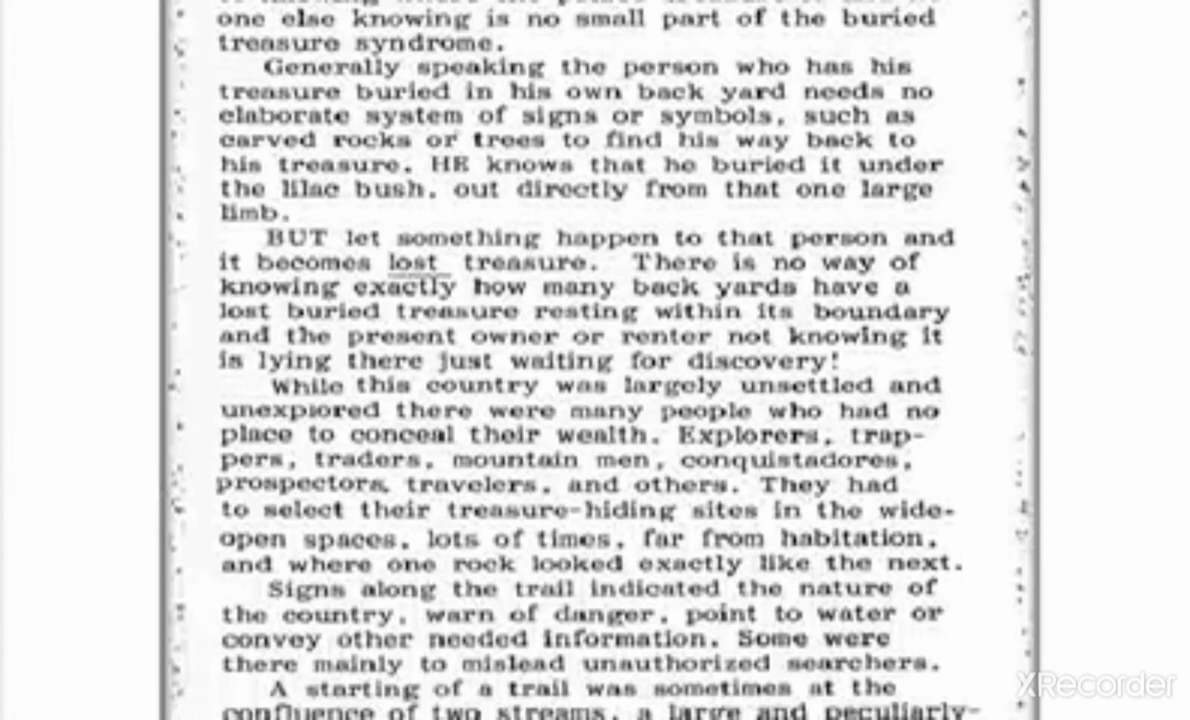 one else knowing is no small part of the buried
treasure syndrome.
Generally speaking the person who has his
treasure buried in his own back yard needs no
elaborate system of signs or symbols, such as
carved rocks or trees to find his way back to
his treasure. HE knows that he buried it under
the lilac bush, out directly from that one large
limb.
BUT let something happen to that person and
it becomes lost treasure. There is no way of
knowing exactly how many back yards have a
lost buried treasure resting within its boundary
and the present owner or renter not knowing it
is lying there just waiting for discovery!
While this country was largely unsettled and
unexplored there were many people who had no
place to conceal their wealth. Explorers, trap-
pers, traders, mountain men, conquistadores,
prospectors, travelers, and others. They had
to select their treasure-hiding sites in the wide-
open spaces, lots of times, far from habitation,
and where one rock looked exactly like the next.
Signs along the trail indicated the nature of
the country, warn of danger, point to water or
convey other needed information. Some were
there mainly to mislead unauthorized searchers.
A starting of a trail was sometimes at the
confluence of two streams, a large and peculiarly-
XRecorder